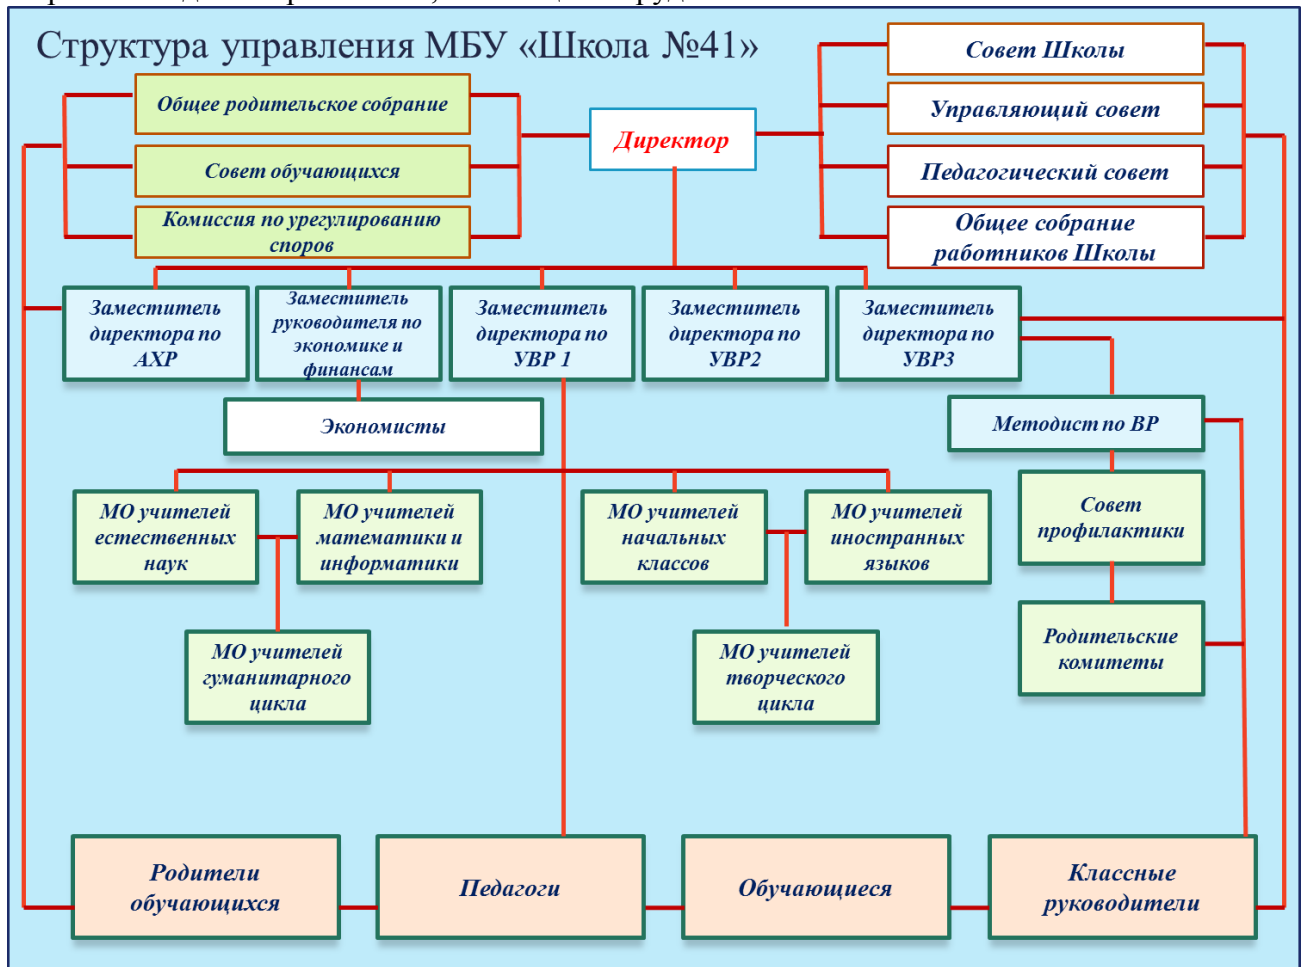 Структура управления МБУ «Школа №41»
Общее родительское собрание
Совет обучающихся
Комиссия по урегулированию
споров
Директор
Совет Школы
Управляющий совет
Педагогический совет
Общее собрание
работников Школы
Заместитель
директора по
АХР
Заместитель
руководителя по
экономике и
финансам
Заместитель
директора по
УВР 1
Заместитель
директора по
УВР2
Заместитель
директора по
УВР3
Экономисты
Методист по ВР
МО учителей
естественных
наук
МО учителей
математики и
информатики
МО учителей
начальных
классов
МО учителей
иностранных
языков
Совет
профилактики
МО учителей
гуманитарного
цикла
МО учителей
творческого
цикла
Родительские
комитеты
Родители
обучающихся
Педагоги
Обучающиеся
Классные
руководители